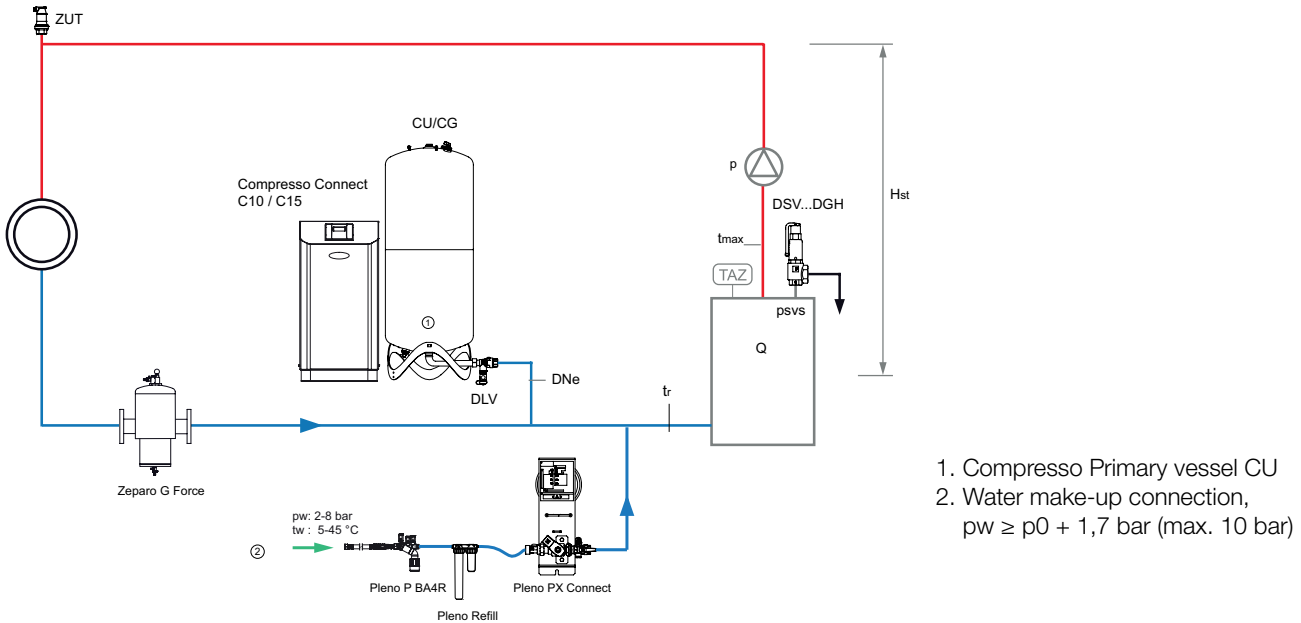 ZUT
CU/CG
Compresso Connect
C10 / C15
p
Hst
DSV...DGH
tmax
TAZ
psvs
1
Q
DNe
DLV
tr
Zeparo G Force
pw: 2-8 bar
tw : 5-45 °C
2
Pleno P BA4R
Pleno PX Connect
Pleno Refill
1. Compresso Primary vessel CU
2. Water make-up connection,
pw ≥ p0 + 1,7 bar (max. 10 bar)